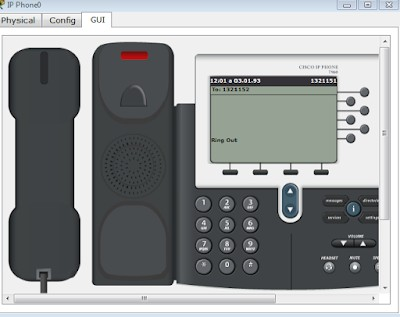 IP Phone0
Physical Config GUI
CISCO IP PHONE
7960
12:01 a 03.01.93 1321151
To: 1321152
Ring Out
1 2 3
4 5 6
7 8 9
* 0 #
messages
services
i
VOLUME
HEADSET MUTE